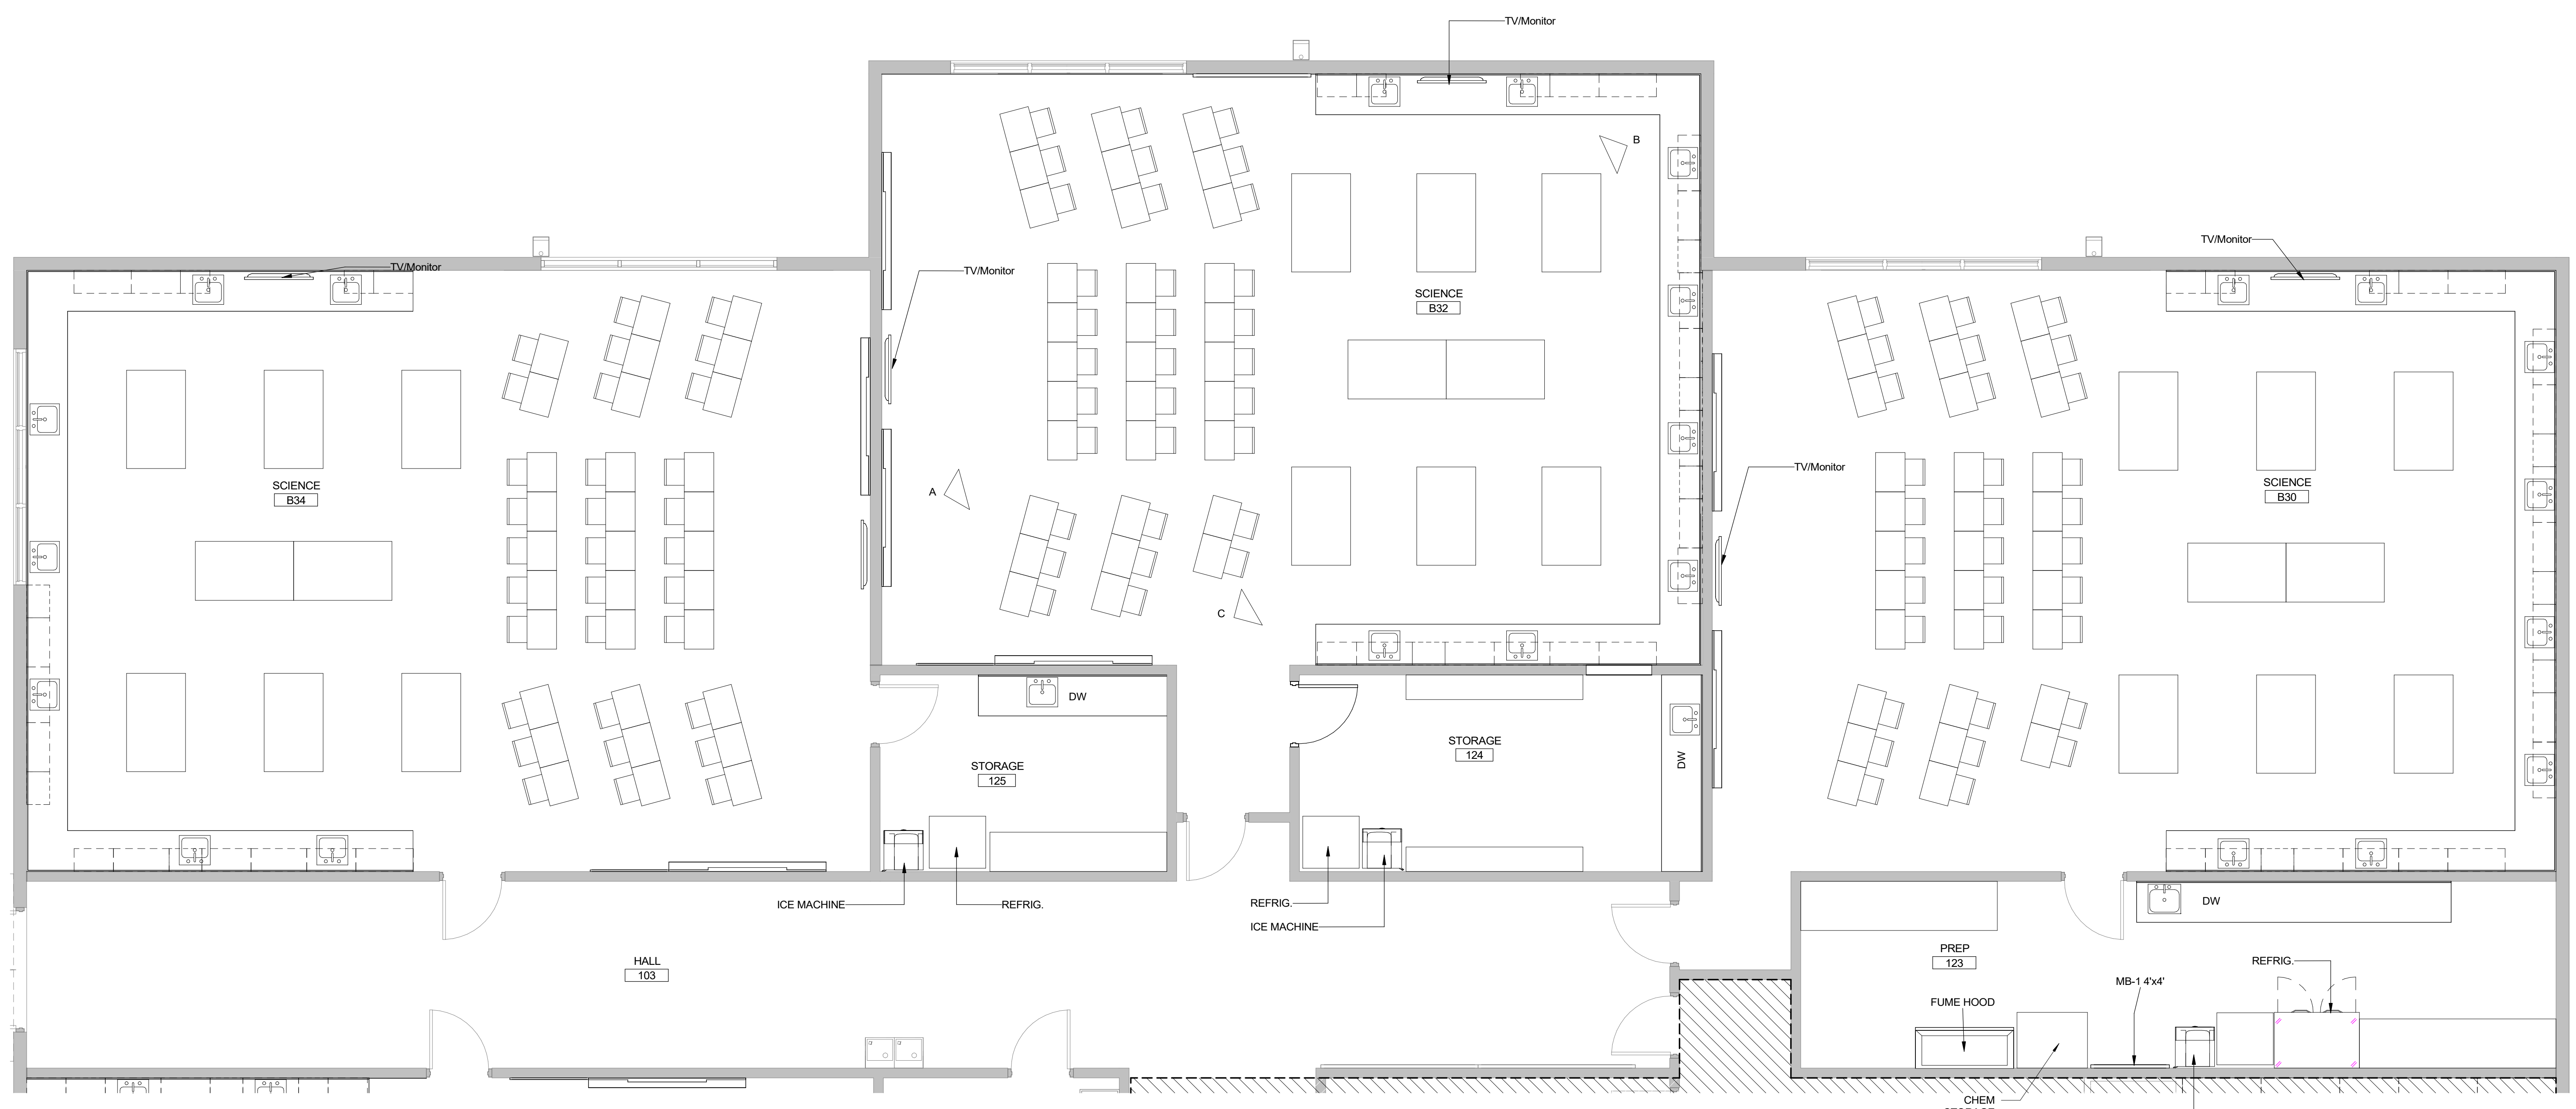 TV/Monitor
B
TV/Monitor
TV/Monitor
TV/Monitor
SCIENCE
B32
TV/Monitor
SCIENCE
B34
A
SCIENCE
B30
C
DW
STORAGE
125
STORAGE
124
DW
ICE MACHINE
REFRIG.
REFRIG.
ICE MACHINE
DW
HALL
103
PREP
123
REFRIG.
MB-1 4'x4'
FUME HOOD
CHEM